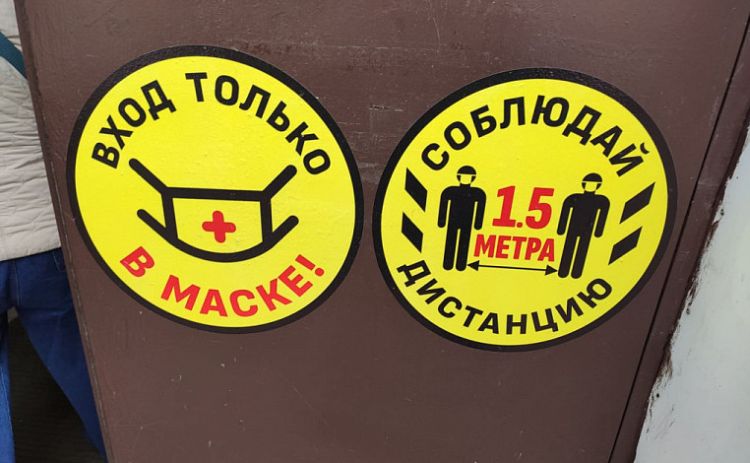 ВХОД ТОЛЬКО
В МАСКЕ!
СОБЛЮДАЙ
1.5
МЕТРА
ДИСТАНЦИЮ